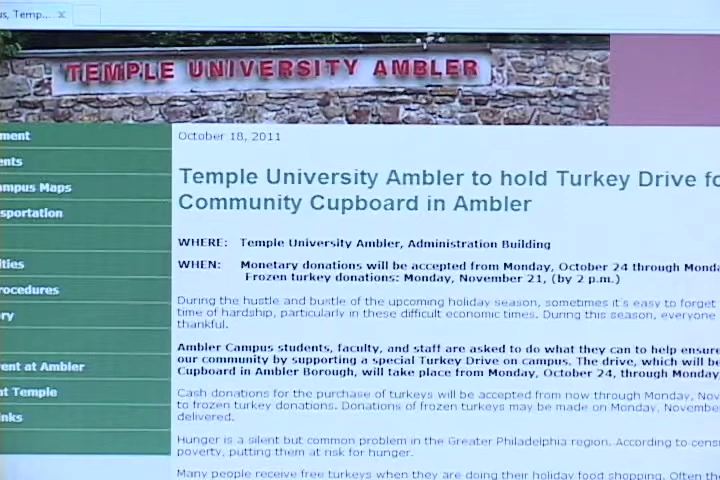 us, Temp... x
TEMPLE UNIVERSITY AMBLER
ment
ents
ampus Maps
sportation
ities
rocedures
ry
ent at Ambler
at Temple
inks
October 18, 2011
Temple University Ambler to hold Turkey Drive fo
Community Cupboard in Ambler
WHERE: Temple University Ambler, Administration Building
WHEN: Monetary donations will be accepted from Monday, October 24 through Monda
Frozen turkey donations: Monday, November 21, (by 2 p.m.)
During the hustle and bustle of the upcoming holiday season, sometimes it's easy to forget
time of hardship, particularly in these difficult economic times. During this season, everyone
thankful.
Ambler Campus students, faculty, and staff are asked to do what they can to help ensure
our community by supporting a special Turkey Drive on campus. The drive, which will be
Cupboard in Ambler Borough, will take place from Monday, October 24, through Monday,
Cash donations for the purchase of turkeys will be accepted from now through Monday, Nov
to frozen turkey donations. Donations of frozen turkeys may be made on Monday, Novembe
delivered.
Hunger is a silent but common problem in the Greater Philadelphia region. According to cens
poverty, putting them at risk for hunger.
Many people receive free turkeys when they are doing their holiday food shopping. Often the